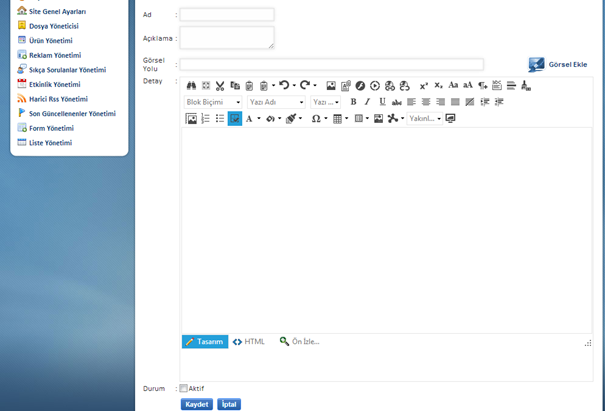 Site Genel Ayarları
Dosya Yöneticisi
Ürün Yönetimi
Reklam Yönetimi
Sıkça Sorulanlar Yönetimi
Etkinlik Yönetimi
Harici Rss Yönetimi
Son Güncellenenler Yönetimi
Form Yönetimi
Liste Yönetimi
Ad :
Açıklama :
Görsel Yolu :
Görsel Ekle
Detay :
Blok Biçimi Yazı Adı Yazı ... B I U abc
A Ω Yakınl...
Tasarım HTML Ön İzle...
Durum : Aktif
Kaydet İptal